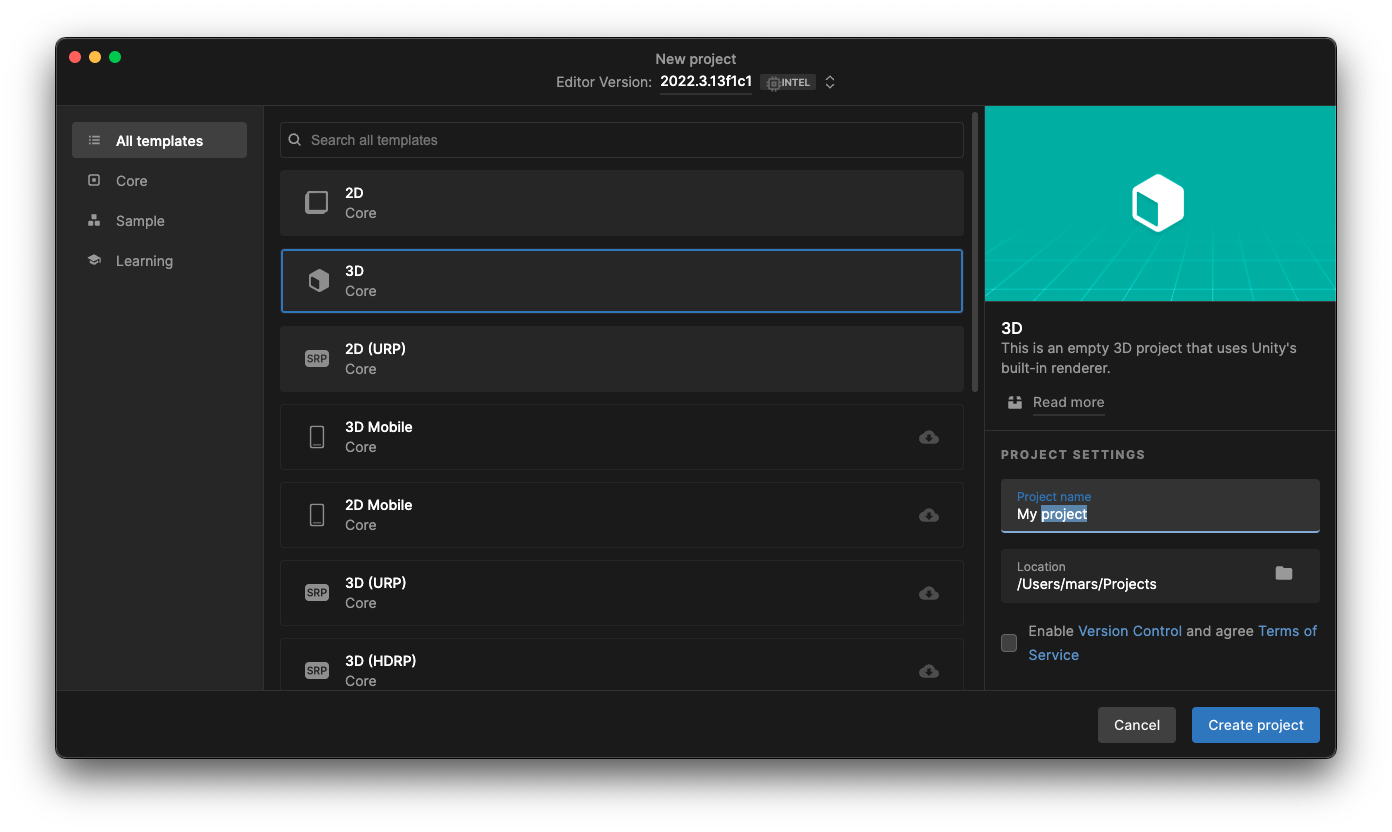 New project
Editor Version: 2022.3.13f1c1 INTEL
All templates
Core
Sample
Learning
Search all templates
2D
Core
3D
Core
SRP
2D (URP)
Core
3D Mobile
Core
2D Mobile
Core
SRP
3D (URP)
Core
SRP
3D (HDRP)
Core
3D
This is an empty 3D project that uses Unity's
built-in renderer.
Read more
PROJECT SETTINGS
Project name
My project
Location
/Users/mars/Projects
Enable Version Control and agree Terms of
Service
Cancel
Create project